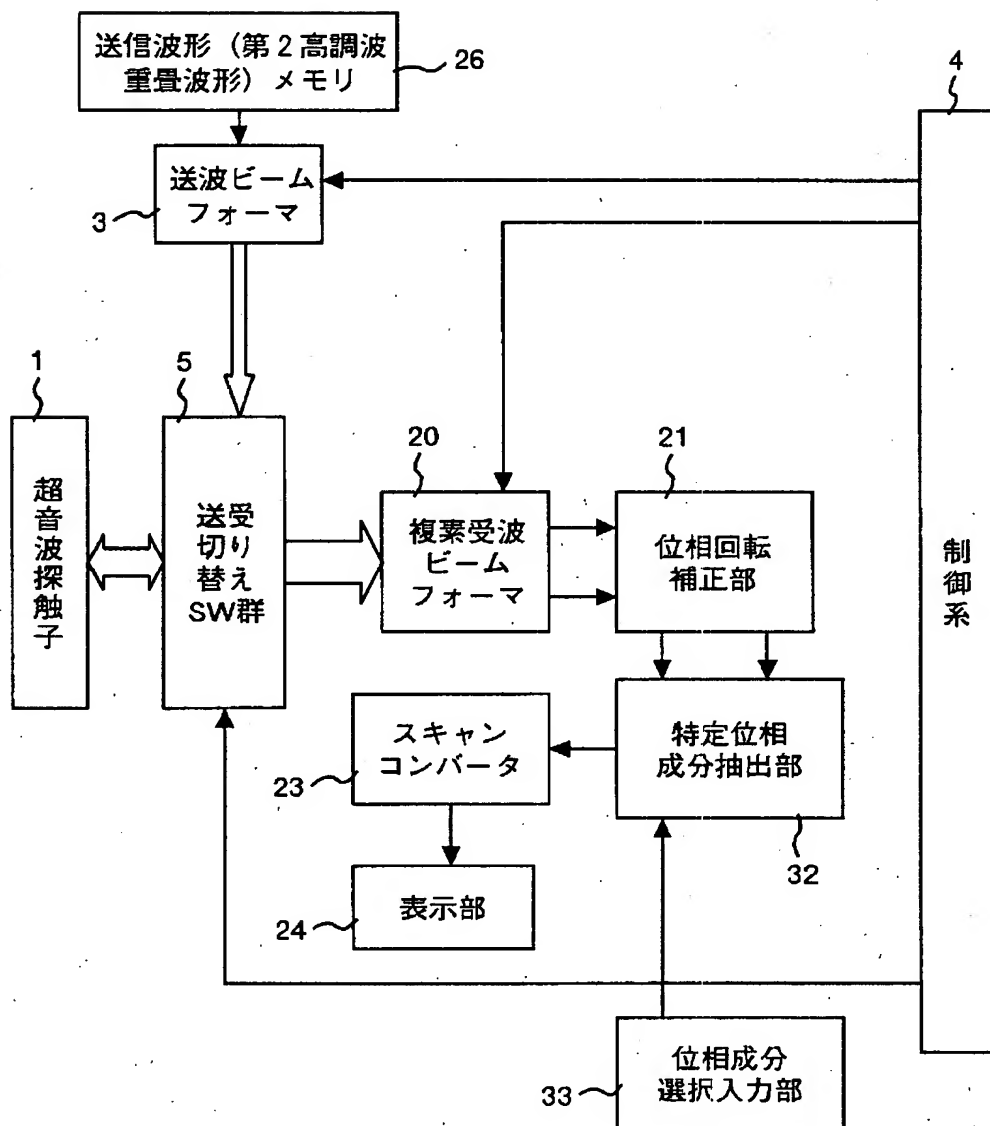 送信波形（第2高調波
重畳波形）メモリ
26
4
送波ビーム
フォーマ
3
1
5
20
21
超音波探触子
送受
切り
替え
SW群
複素受波
ビーム
フォーマ
位相回転
補正部
制御系
スキャン
コンバータ
23
特定位相
成分抽出部
32
表示部
24
位相成分
選択入力部
33